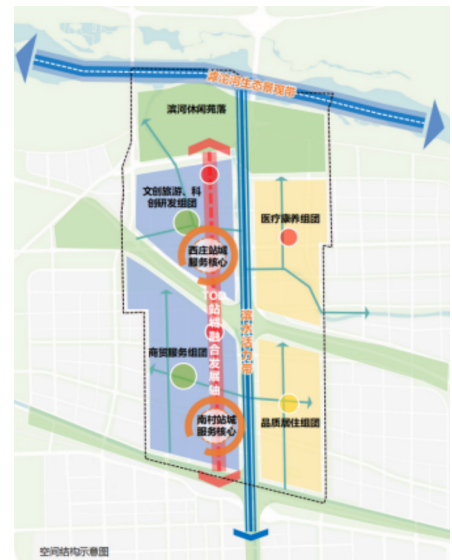 滹沱河生态景观带
滨河休闲苑落
文创旅游、科
创研发组团
医疗康养组团
西庄站城
服务核心
TOD站城融合发展轴
滨水活力带
商贸服务组团
南村站城
服务核心
品质居住组团
空间结构示意图